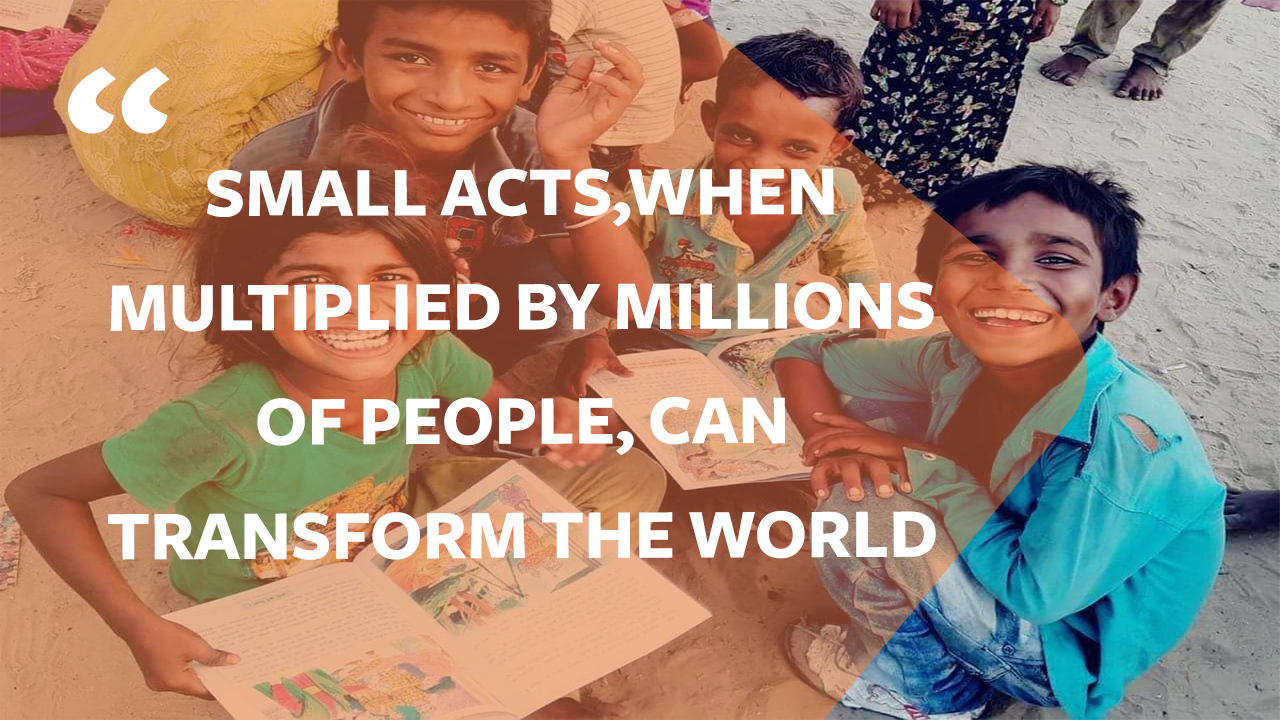 “
SMALL ACTS,WHEN
MULTIPLIED BY MILLIONS
OF PEOPLE, CAN
TRANSFORM THE WORLD